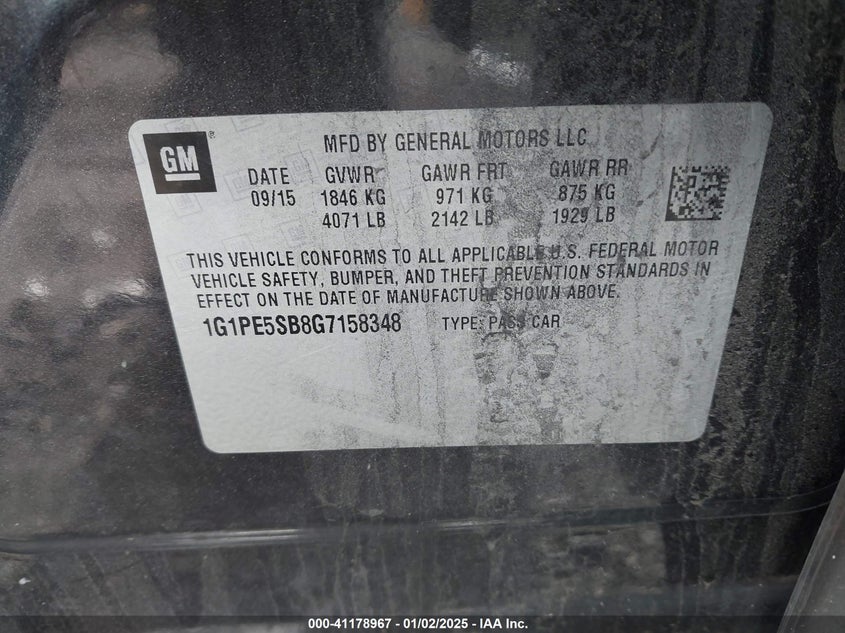 GM®
MFD BY GENERAL MOTORS LLC
DATE GVWR GAWR FRT GAWR RR
09/15 1846 KG 971 KG 875 KG
4071 LB 2142 LB 1929 LB
THIS VEHICLE CONFORMS TO ALL APPLICABLE U.S. FEDERAL MOTOR
VEHICLE SAFETY, BUMPER, AND THEFT PREVENTION STANDARDS IN
EFFECT ON THE DATE OF MANUFACTURE SHOWN ABOVE.
1G1PE5SB8G7158348 TYPE: PASS CAR
000-41178967 - 01/02/2025 - IAA Inc.